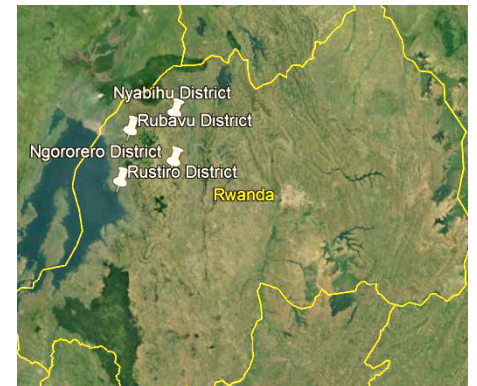 Nyabihu District
Rubavu District
Ngororero District
Rustiro District
Rwanda